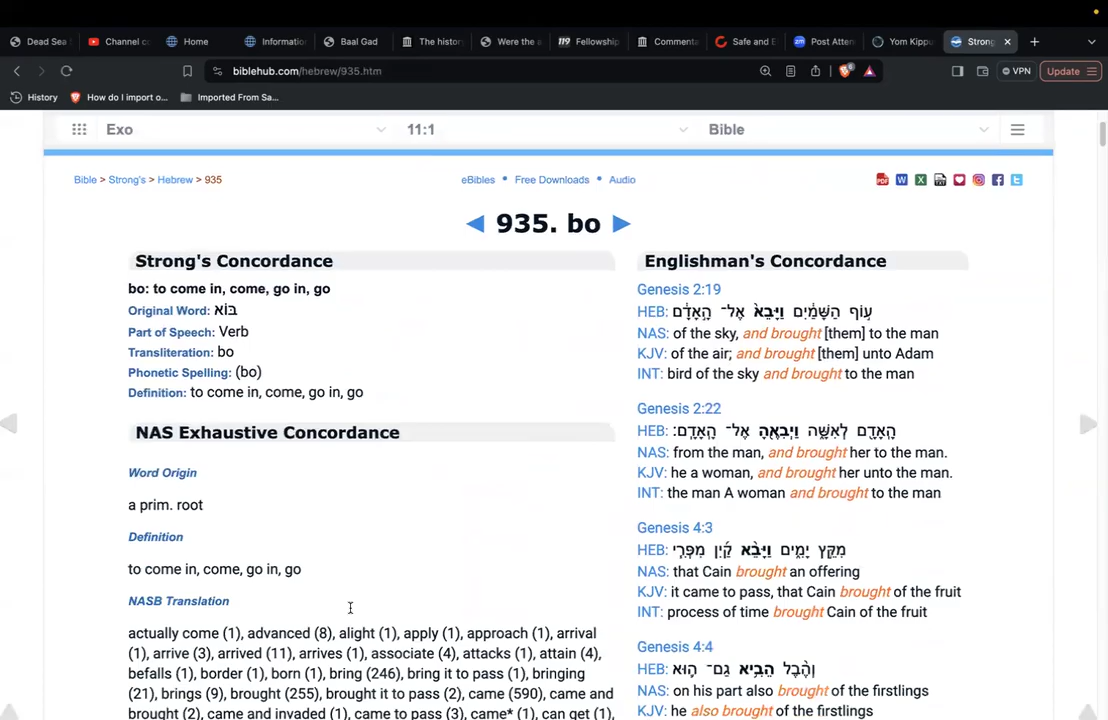 Dead Sea
Channel c
Home
Information
Baal Gad
The history
Were the a
119 Fellowship
Commenta
Safe and E
zm Post Atten
Yom Kippu
Strong
biblehub.com/hebrew/935.htm
6
VPN
Update
History
How do I import o...
Imported From Sa...
Exo
11:1
Bible
Bible > Strong's > Hebrew > 935
eBibles • Free Downloads • Audio
◄ 935. bo ►
Strong's Concordance
bo: to come in, come, go in, go
Original Word: בּוֹא
Part of Speech: Verb
Transliteration: bo
Phonetic Spelling: (bo)
Definition: to come in, come, go in, go
NAS Exhaustive Concordance
Word Origin
a prim. root
Definition
to come in, come, go in, go
NASB Translation
actually come (1), advanced (8), alight (1), apply (1), approach (1), arrival
(1), arrive (3), arrived (11), arrives (1), associate (4), attacks (1), attain (4),
befalls (1), border (1), born (1), bring (246), bring it to pass (1), bringing
(21), brings (9), brought (255), brought it to pass (2), came (590), came and
brought (2), came and invaded (1), came to pass (3), came* (1), can get (1),
Englishman's Concordance
Genesis 2:19
HEB: ע֣וֹף הַשָּׁמַ֔יִם וַיָּבֵא֙ אֶל־ הָ֣אָדָ֔ם
NAS: of the sky, and brought [them] to the man
KJV: of the air; and brought [them] unto Adam
INT: bird of the sky and brought to the man
Genesis 2:22
HEB: הָֽאָדָ֖ם לְאִשָּׁ֑ה וַיְבִאֶ֖הָ אֶל־ הָֽאָדָֽם׃
NAS: from the man, and brought her to the man.
KJV: he a woman, and brought her unto the man.
INT: the man A woman and brought to the man
Genesis 4:3
HEB: מִקֵּ֣ץ יָמִ֑ים וַיָּבֵ֨א קַ֜יִן מִפְּרִ֧י
NAS: that Cain brought an offering
KJV: it came to pass, that Cain brought of the fruit
INT: process of time brought Cain of the fruit
Genesis 4:4
HEB: וְהֶ֨בֶל הֵבִ֥יא גַם־ ה֛וּא
NAS: on his part also brought of the firstlings
KJV: he also brought of the firstlings